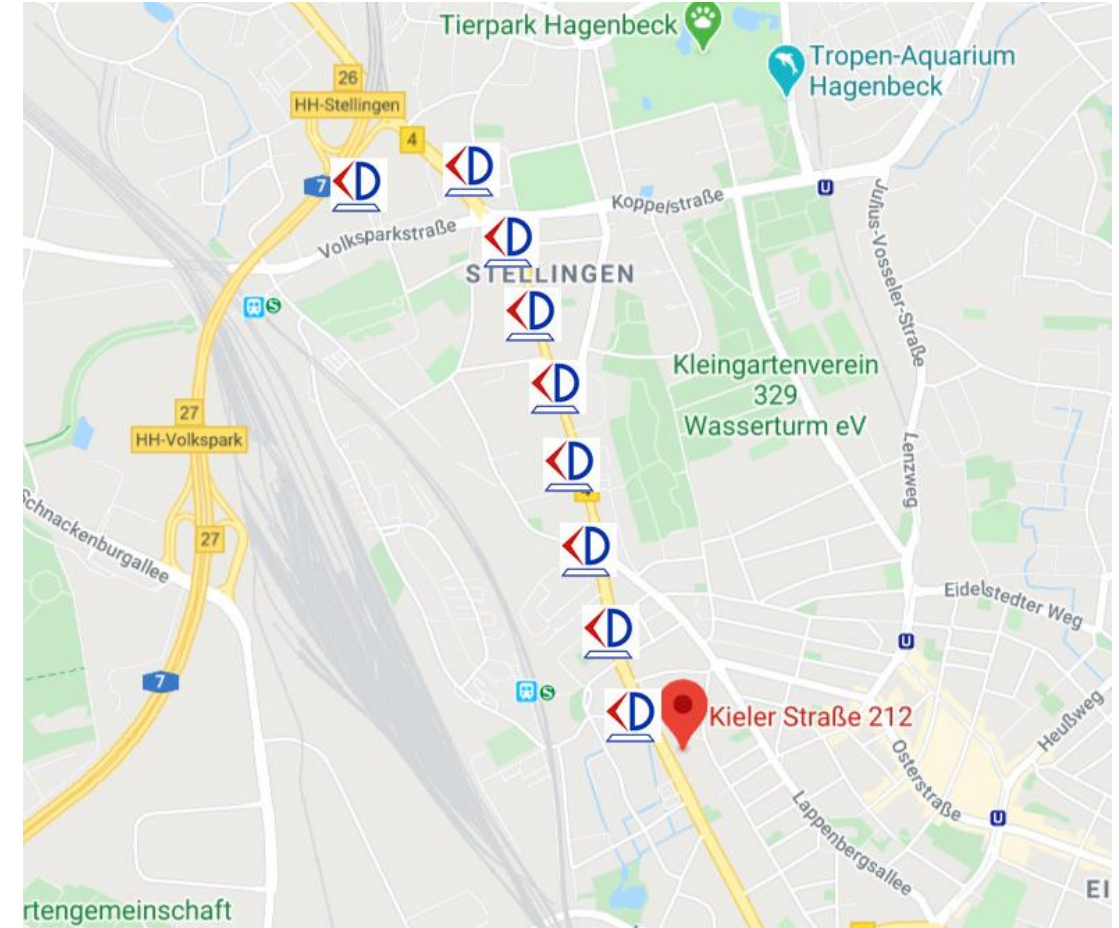 Tierpark Hagenbeck
Tropen-Aquarium
Hagenbeck
26
HH-Stellingen
4
7
D
D
U
Koppelstraße
Julius-Vosseler-Straße
Volksparkstraße
D
STELLINGEN
S
D
Kleingartenverein
329
Wasserturm eV
D
27
HH-Volkspark
D
4
Lenzweg
Schnackenburgallee
27
D
Eidelstedter Weg
D
U
7
S
D
Kieler Straße 212
Heußweg
Osterstraße
Lappenbergsallee
U
EI
rtengemeinschaft